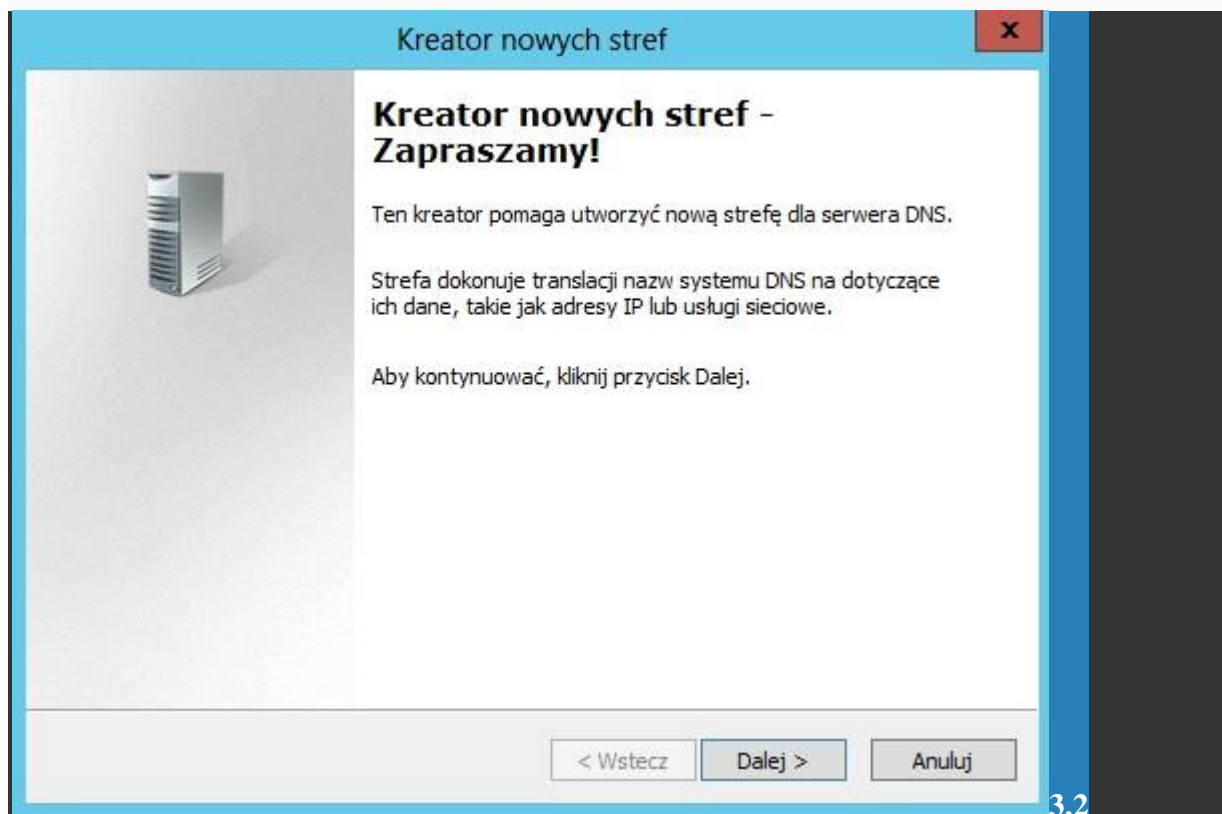 Kreator nowych stref
x
Kreator nowych stref -
Zapraszamy!
Ten kreator pomaga utworzyć nową strefę dla serwera DNS.
Strefa dokonuje translacji nazw systemu DNS na dotyczące
ich dane, takie jak adresy IP lub usługi sieciowe.
Aby kontynuować, kliknij przycisk Dalej.
< Wstecz Dalej > Anuluj
3.2